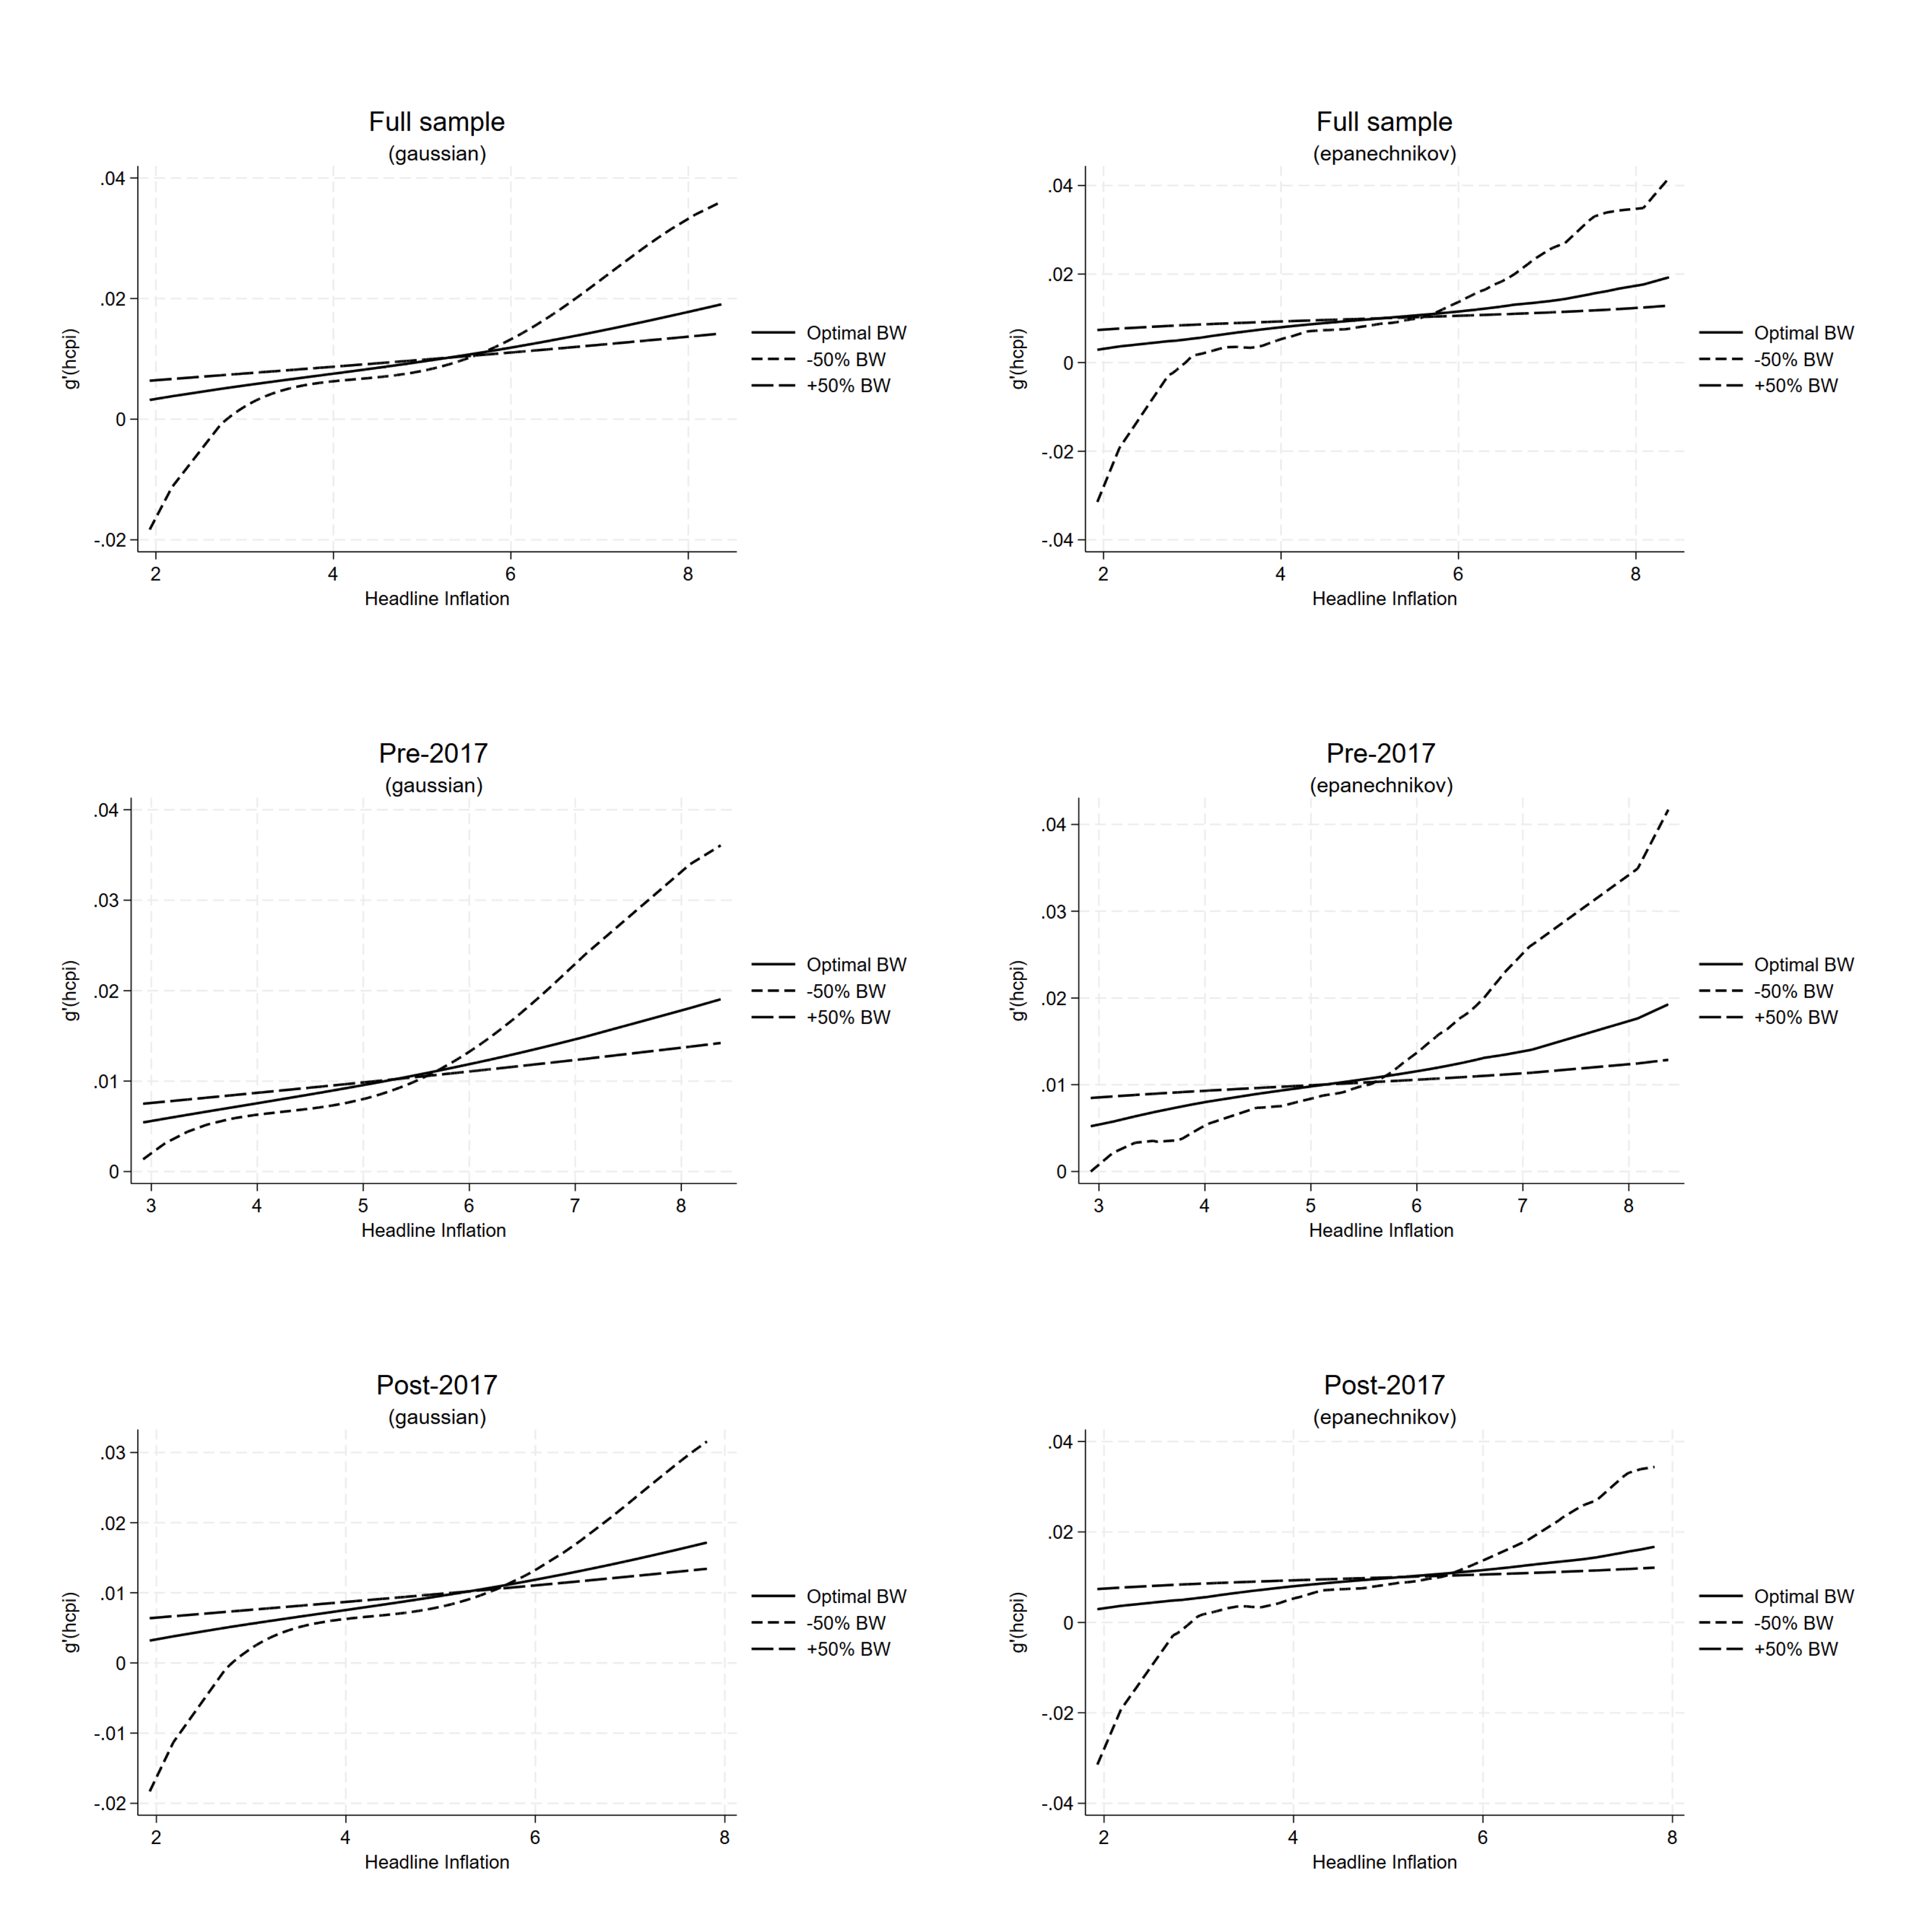 Full sample
(gaussian)
g'(hcpi)
.04
.02
0
-.02
2 4 6 8
Headline Inflation
Optimal BW
-50% BW
+50% BW
Full sample
(epanechnikov)
g'(hcpi)
.04
.02
0
-.02
-.04
2 4 6 8
Headline Inflation
Optimal BW
-50% BW
+50% BW
Pre-2017
(gaussian)
g'(hcpi)
.04
.03
.02
.01
0
3 4 5 6 7 8
Headline Inflation
Optimal BW
-50% BW
+50% BW
Pre-2017
(epanechnikov)
g'(hcpi)
.04
.03
.02
.01
0
3 4 5 6 7 8
Headline Inflation
Optimal BW
-50% BW
+50% BW
Post-2017
(gaussian)
g'(hcpi)
.03
.02
.01
0
-.01
-.02
2 4 6 8
Headline Inflation
Optimal BW
-50% BW
+50% BW
Post-2017
(epanechnikov)
g'(hcpi)
.04
.02
0
-.02
-.04
2 4 6 8
Headline Inflation
Optimal BW
-50% BW
+50% BW